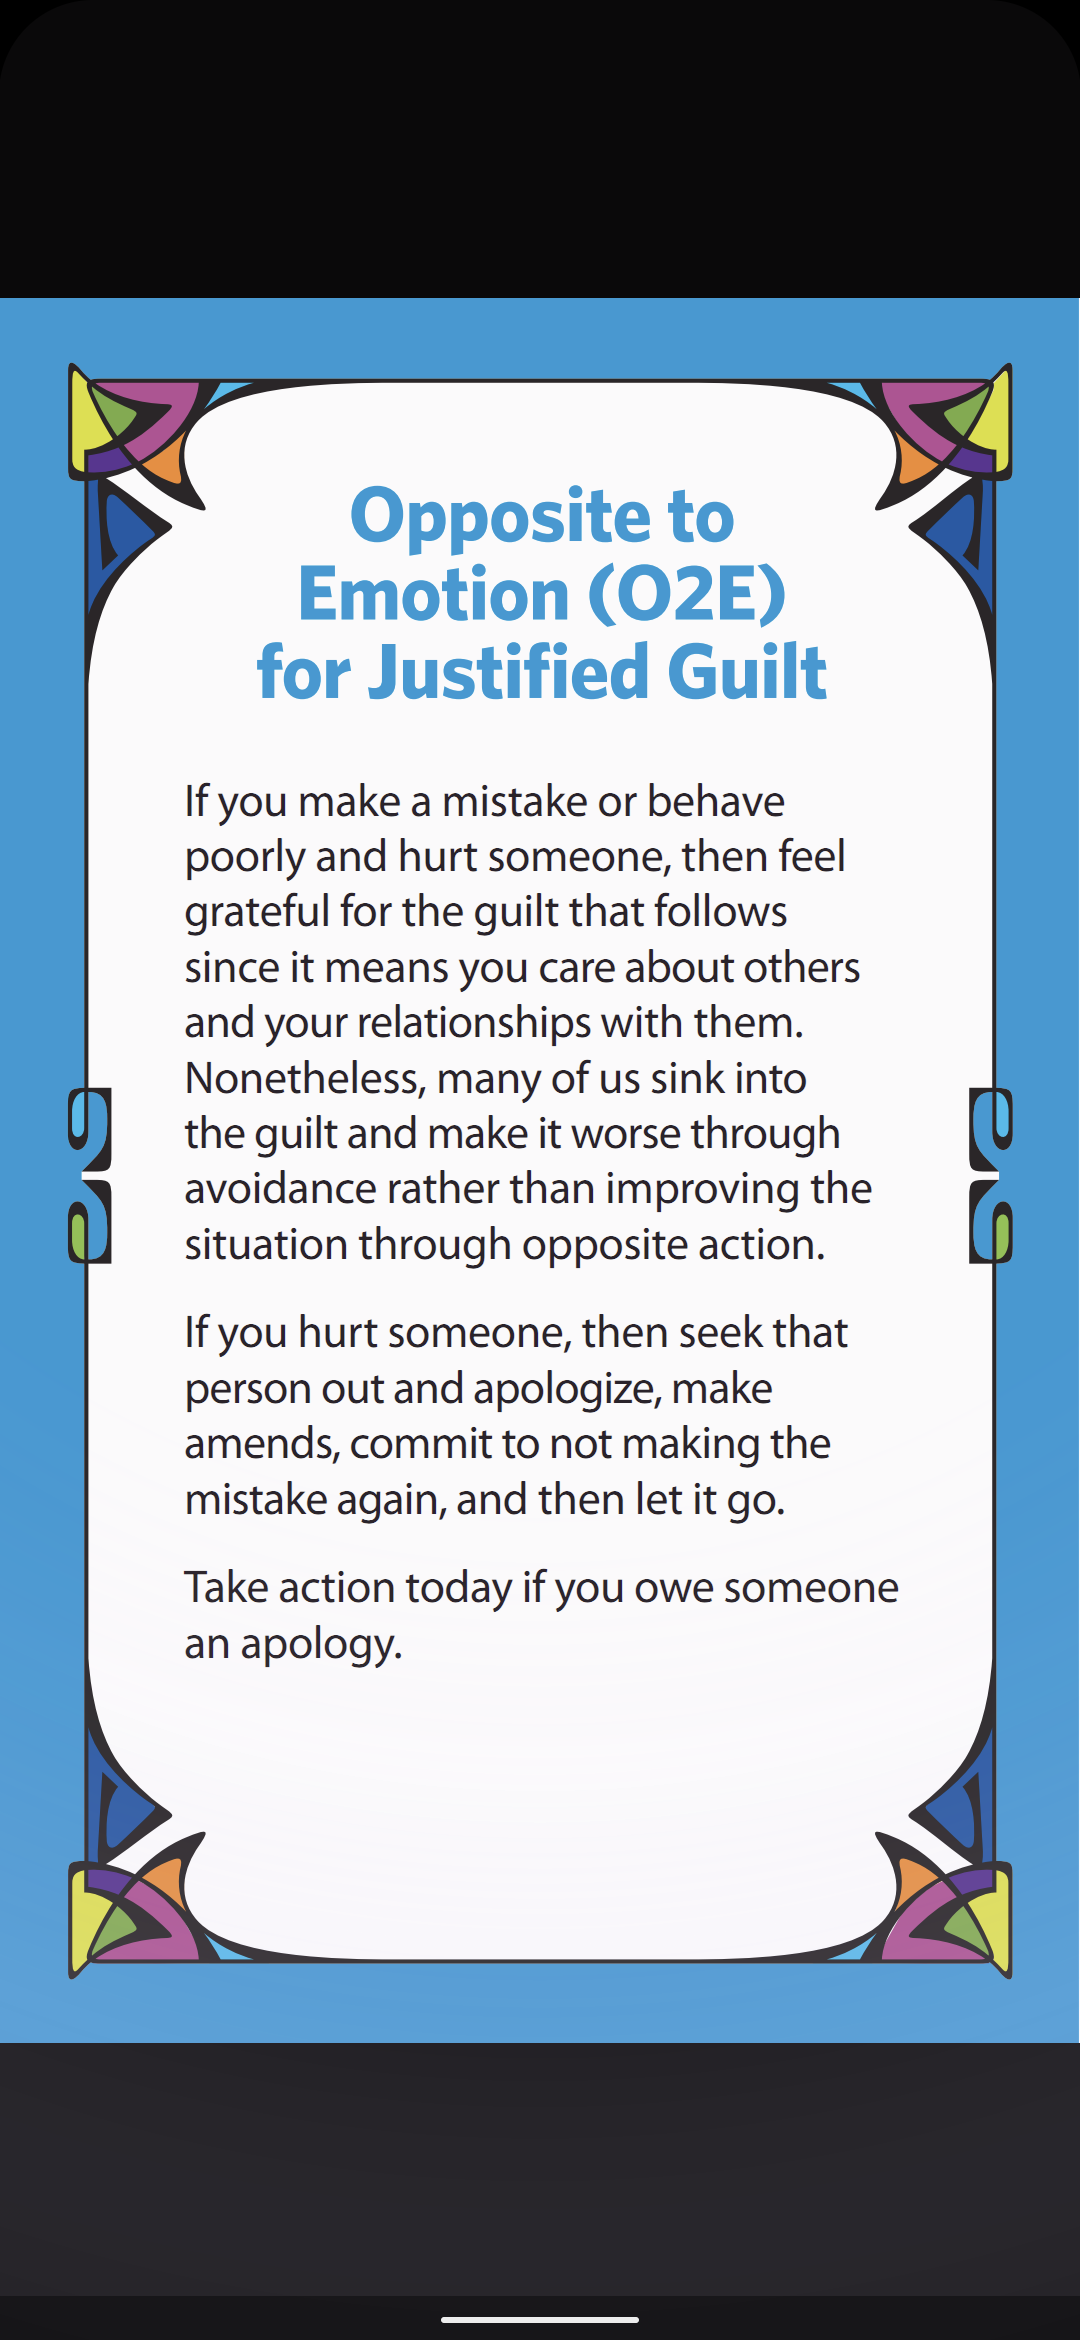 Opposite to
Emotion (O2E)
for Justified Guilt
If you make a mistake or behave
poorly and hurt someone, then feel
grateful for the guilt that follows
since it means you care about others
and your relationships with them.
Nonetheless, many of us sink into
the guilt and make it worse through
avoidance rather than improving the
situation through opposite action.
If you hurt someone, then seek that
person out and apologize, make
amends, commit to not making the
mistake again, and then let it go.
Take action today if you owe someone
an apology.